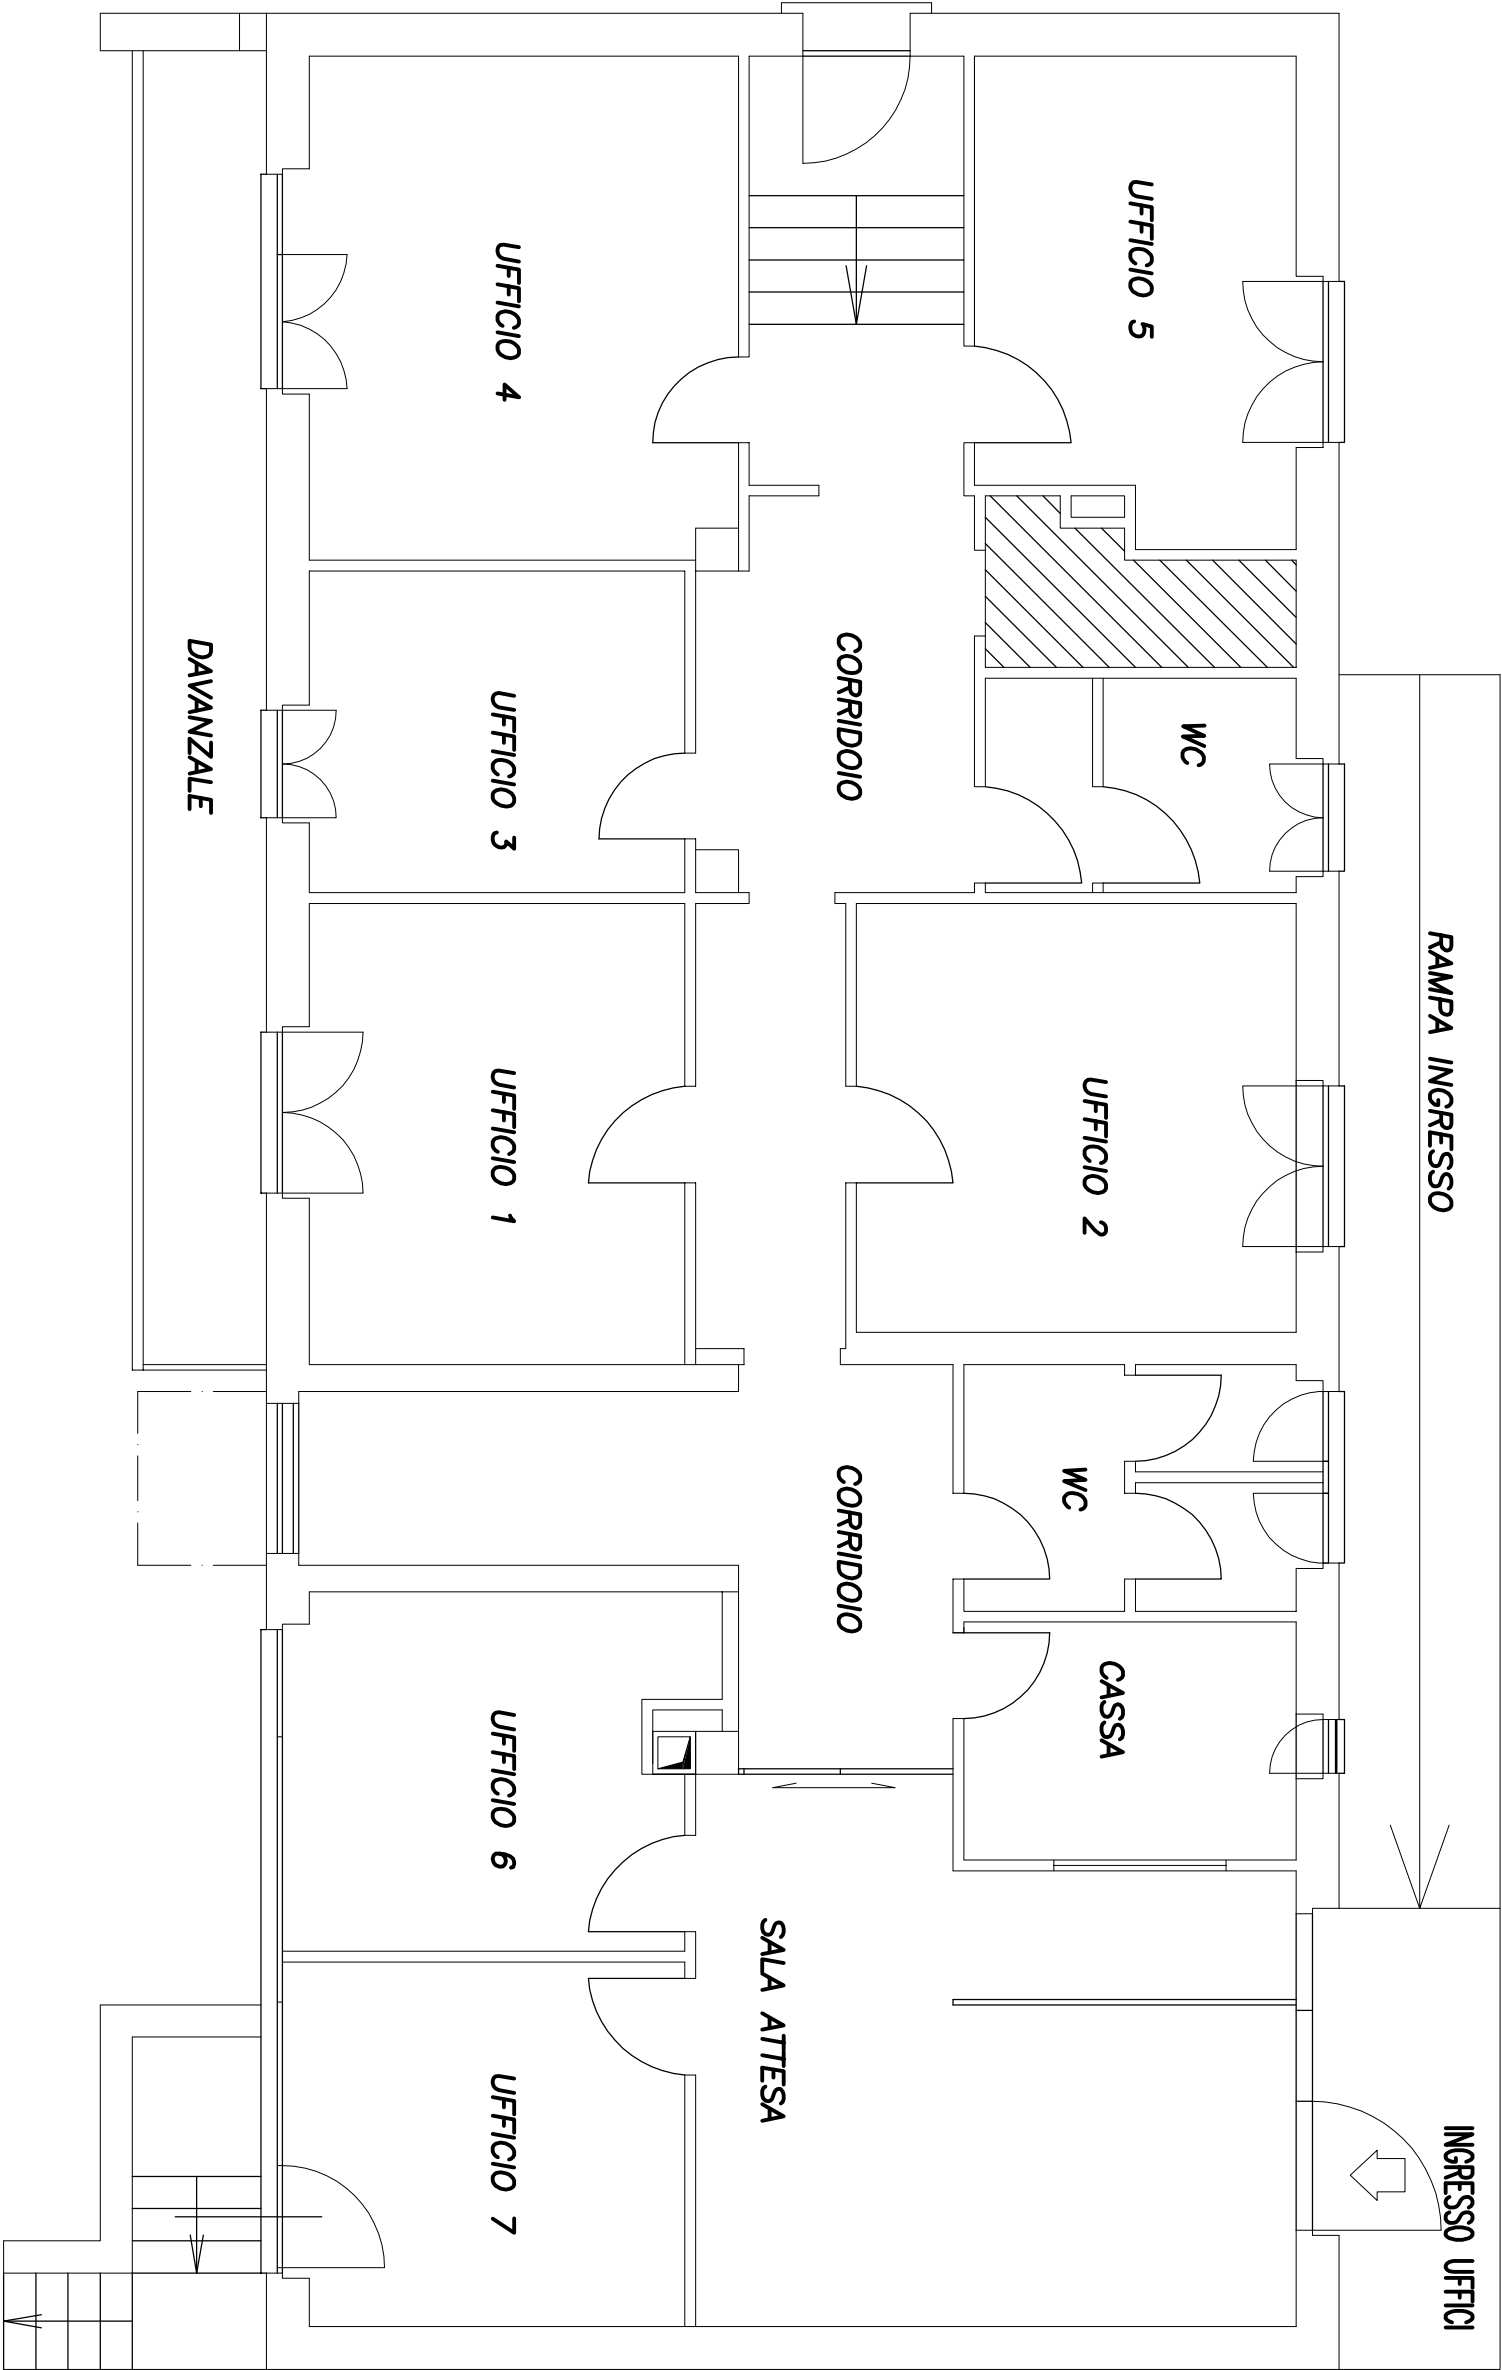 INGRESSO UFFICI
RAMPA INGRESSO
UFFICIO 5
WC
UFFICIO 2
WC
CASSA
CORRIDOIO
CORRIDOIO
SALA ATTESA
UFFICIO 4
UFFICIO 3
UFFICIO 1
UFFICIO 6
UFFICIO 7
DAVANZALE